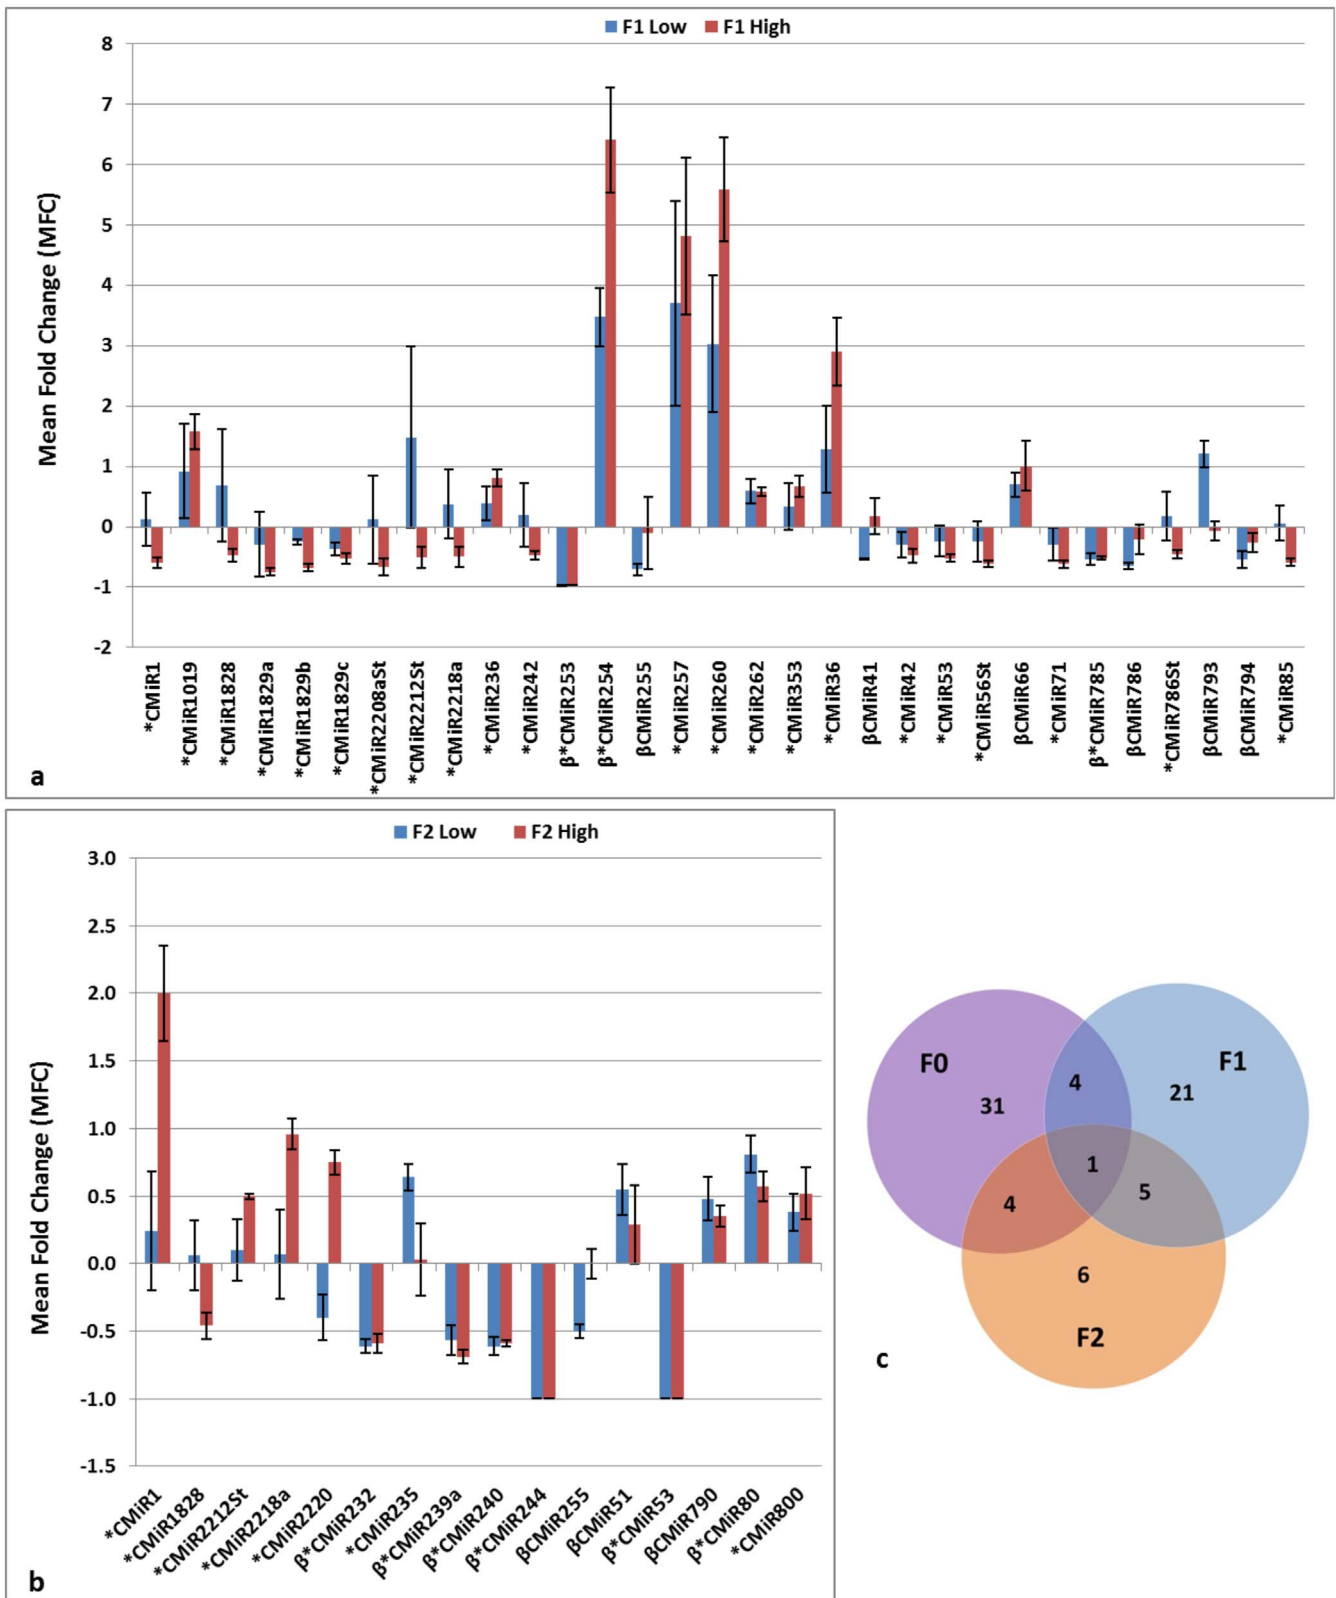 F1 Low F1 High
8
7
6
5
4
3
2
1
0
-1
-2
Mean Fold Change (MFC)
*CMiR1
*CMiR1019
*CMiR1828
*CMiR1829a
*CMiR1829b
*CMiR1829c
*CMiR2208aSt
*CMiR2212St
*CMiR2218a
*CMiR236
*CMiR242
β*CMiR253
β*CMiR254
βCMiR255
*CMiR257
*CMiR260
*CMiR262
*CMiR353
*CMiR36
βCMiR41
*CMiR42
*CMiR53
*CMiR56St
βCMiR66
*CMiR71
β*CMiR785
βCMiR786
*CMiR786St
βCMiR793
βCMiR794
*CMiR85
a
F2 Low F2 High
3.0
2.5
2.0
1.5
1.0
0.5
0.0
-0.5
-1.0
-1.5
Mean Fold Change (MFC)
*CMiR1
*CMiR1828
*CMiR2212St
*CMiR2218a
*CMiR2220
β*CMiR232
*CMiR235
β*CMiR239a
β*CMiR240
β*CMiR244
βCMiR255
βCMiR51
β*CMiR53
βCMiR790
β*CMiR80
*CMiR800
b
F0
F1
31
4
21
1
4
5
6
F2
c